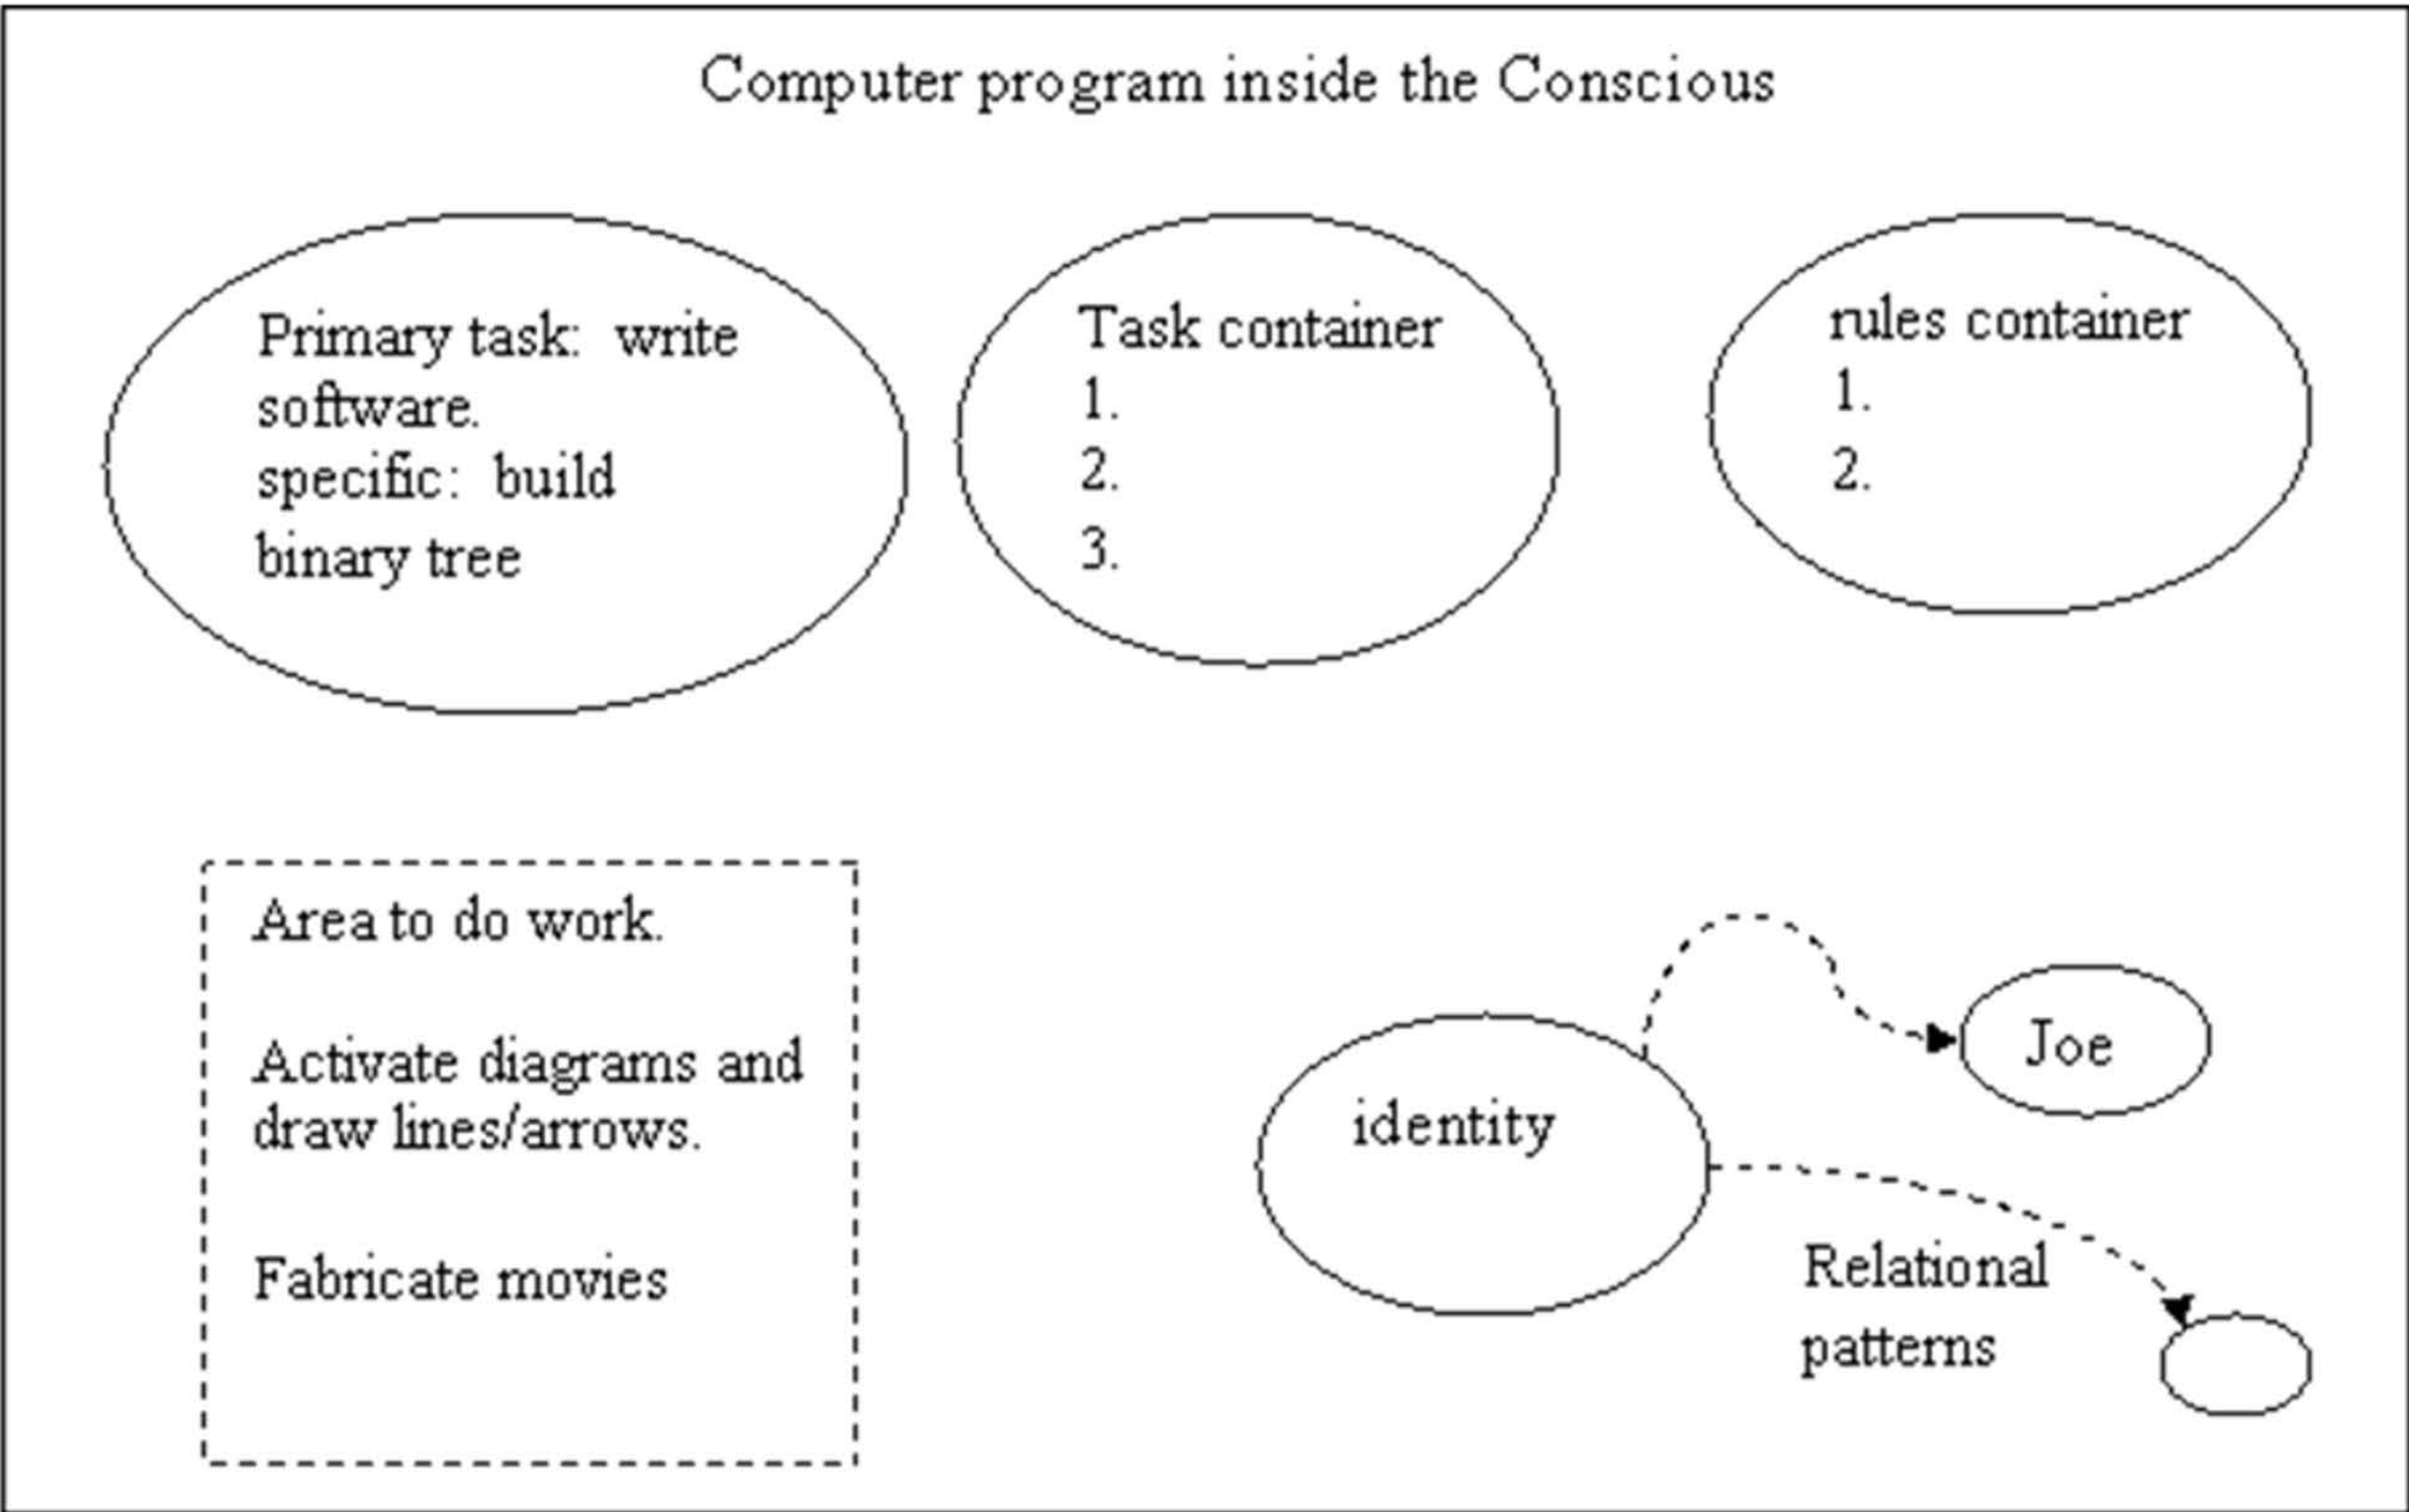 Computer program inside the Conscious
Primary task: write
software.
specific: build
binary tree
Task container
1.
2.
3.
rules container
1.
2.
Area to do work.
Activate diagrams and
draw lines/arrows.
Fabricate movies
identity
Joe
Relational
patterns